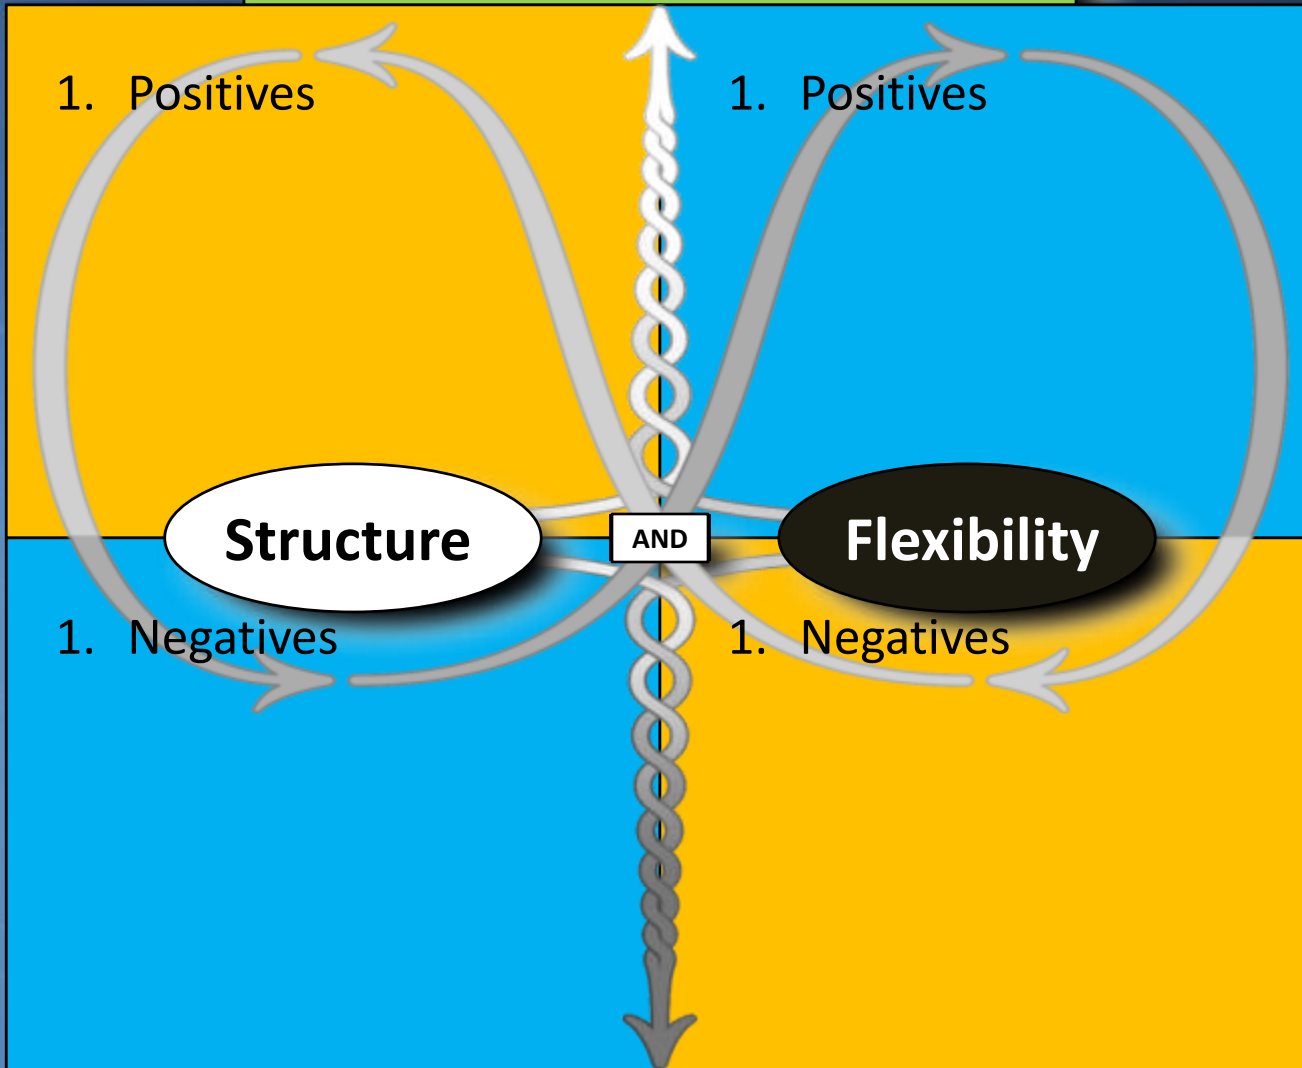 1. Positives
1. Positives
Structure
AND
Flexibility
1. Negatives
1. Negatives